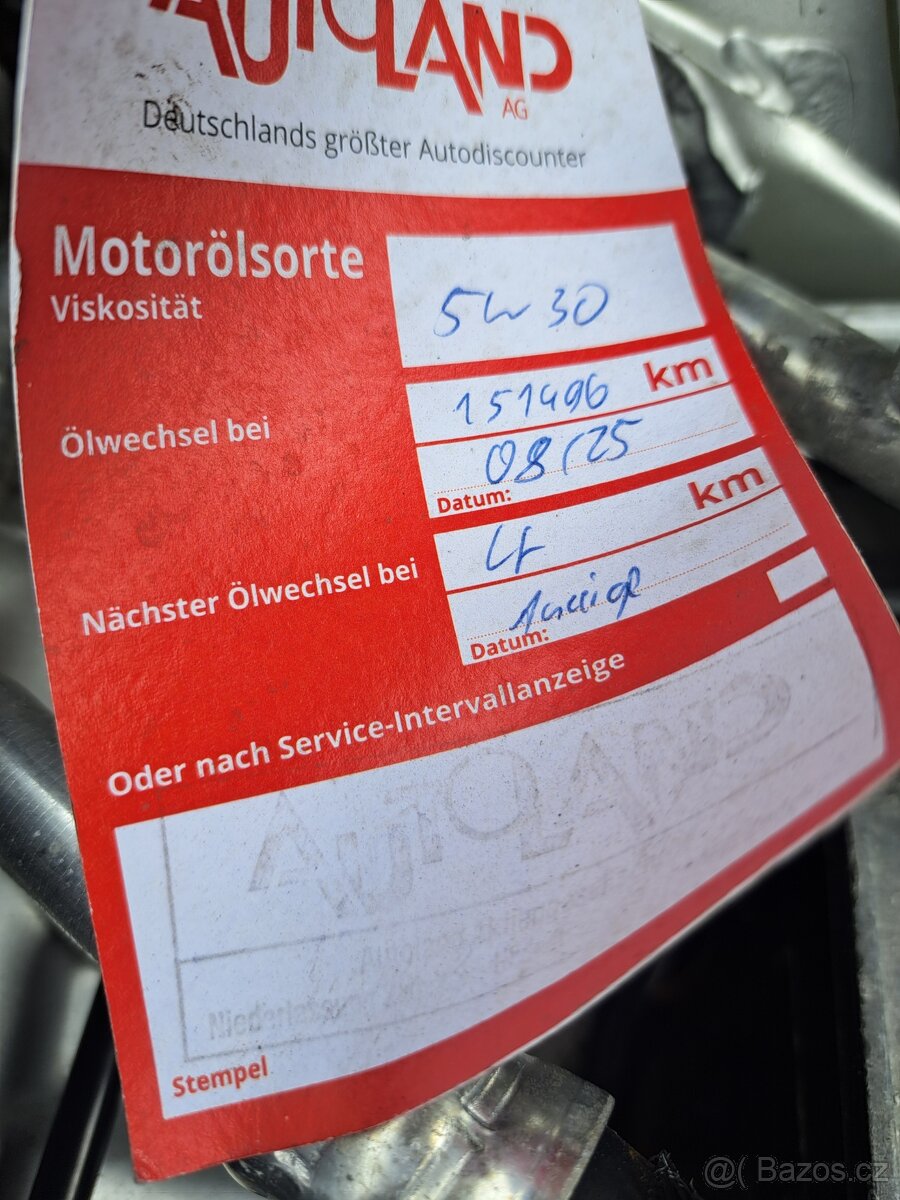 AUTOLAND
AG
Deutschlands größter Autodiscounter
Motorölsorte
Viskosität
5W30
Ölwechsel bei
151496 km
08/25
Datum:
Nächster Ölwechsel bei
km
Datum:
Oder nach Service-Intervallanzeige
AUTOLAND
Stempel
@( Bazos.cz